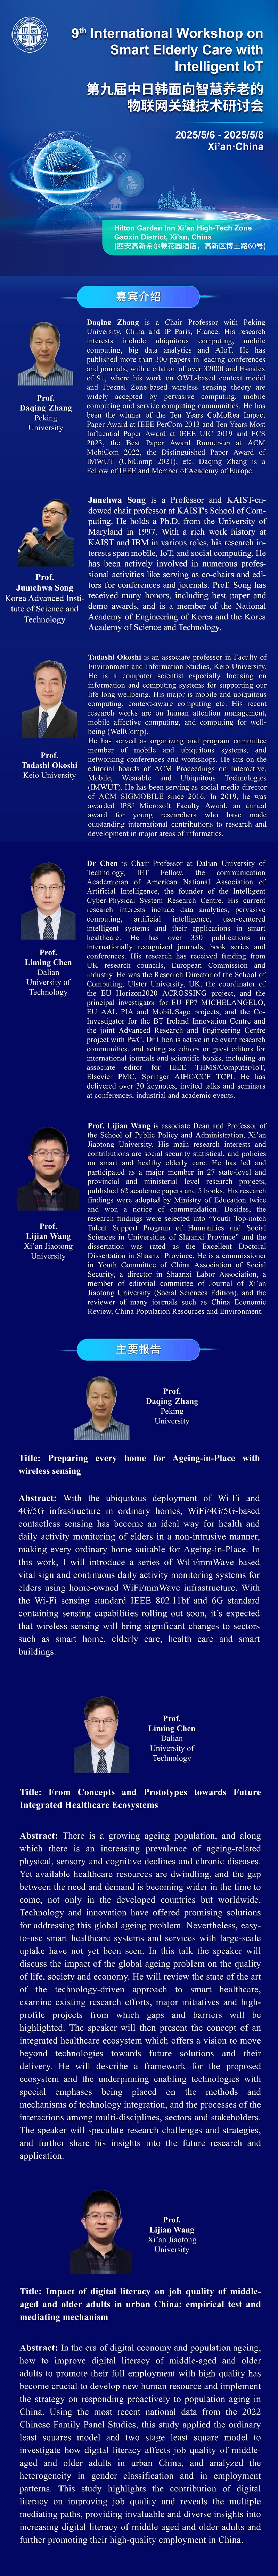 9th International Workshop on
Smart Elderly Care with
Intelligent IoT
第九届中日韩面向智慧养老的
物联网关键技术研讨会
2025/5/6 - 2025/5/8
Xi'an·China
Hilton Garden Inn Xi'an High-Tech Zone
Gaoxin District, Xi'an, China
(西安高新希尔顿花园酒店，高新区博士路60号)
嘉宾介绍
Prof.
Daqing Zhang
Peking
University
Daqing Zhang is a Chair Professor with Peking
University, China and IP Paris, France. His research
interests include ubiquitous computing, mobile
computing, big data analytics and AIoT. He has
published more than 300 papers in leading conferences
and journals, with a citation of over 32000 and H-index
of 91, where his work on OWL-based context model
and Fresnel Zone-based wireless sensing theory are
widely accepted by pervasive computing, mobile
computing and service computing communities. He has
been the winner of the Ten Years CoMoRea Impact
Paper Award at IEEE PerCom 2013 and Ten Years Most
Influential Paper Award at IEEE UIC 2019 and FCS
2023, the Best Paper Award Runner-up at ACM
MobiCom 2022, the Distinguished Paper Award of
IMWUT (UbiComp 2021), etc. Daqing Zhang is a
Fellow of IEEE and Member of Academy of Europe.
Prof.
Jumehwa Song
Korea Advanced Insti-
tute of Science and
Technology
Junehwa Song is a Professor and KAIST-en-
dowed chair professor at KAIST's School of Com-
puting. He holds a Ph.D. from the University of
Maryland in 1997. With a rich work history at
KAIST and IBM in various roles, his research in-
terests span mobile, IoT, and social computing. He
has been actively involved in numerous profes-
sional activities like serving as co-chairs and edi-
tors for conferences and journals. Prof. Song has
received many honors, including best paper and
demo awards, and is a member of the National
Academy of Engineering of Korea and the Korea
Academy of Science and Technology.
Prof.
Tadashi Okoshi
Keio University
Tadashi Okoshi is an associate professor in Faculty of
Environment and Information Studies, Keio University.
He is a computer scientist especially focusing on
information and computing systems for supporting our
life-long wellbeing. His major is mobile and ubiquitous
computing, context-aware computing etc. His recent
research works are on human attention management,
mobile affective computing, and computing for well-
being (WellComp).
He has served as organizing and program committee
member of mobile and ubiquitous systems, and
networking conferences and workshops. He sits on the
editorial boards of ACM Proceedings on Interactive,
Mobile, Wearable and Ubiquitous Technologies
(IMWUT). He has been serving as social media director
of ACM SIGMOBILE since 2016. In 2019, he was
awarded IPSJ Microsoft Faculty Award, an annual
award for young researchers who have made
outstanding international contributions to research and
development in major areas of informatics.
Prof.
Liming Chen
Dalian
University of
Technology
Dr Chen is Chair Professor at Dalian University of
Technology, IET Fellow, the communication
Academician of American National Association of
Artificial Intelligence, the founder of the Intelligent
Cyber-Physical System Research Centre. His current
research interests include data analytics, pervasive
computing, artificial intelligence, user-centered
intelligent systems and their applications in smart
healthcare. He has over 350 publications in
internationally recognized journals, book series and
conferences. His research has received funding from
UK research councils, European Commission and
industry. He was the Research Director of the School of
Computing, Ulster University, UK, the coordinator of
the EU Horizon2020 ACROSSING project, and the
principal investigator for EU FP7 MICHELANGELO,
EU AAL PIA and MobileSage projects, and the Co-
Investigator for the BT Ireland Innovation Centre and
the joint Advanced Research and Engineering Centre
project with PwC. Dr Chen is active in relevant research
communities, and acting as editors or guest editors for
international journals and scientific books, including an
associate editor for IEEE THMS/Computer/IoT,
Elsevier PMC, Springer AIHC/CCF TCPI. He has
delivered over 30 keynotes, invited talks and seminars
at conferences, industrial and academic events.
Prof.
Lijian Wang
Xi'an Jiaotong
University
Prof. Lijian Wang is associate Dean and Professor of
the School of Public Policy and Administration, Xi'an
Jiaotong University. His main research interests and
contributions are social security statistical, and policies
on smart and healthy elderly care. He has led and
participated as a major member in 27 state-level and
provincial and ministerial level research projects,
published 62 academic papers and 5 books. His research
findings were adopted by Ministry of Education twice
and won a notice of commendation. Besides, the
research findings were selected into "Youth Top-notch
Talent Support Program of Humanities and Social
Sciences in Universities of Shaanxi Province" and the
dissertation was rated as the Excellent Doctoral
Dissertation in Shaanxi Province. He is a commissioner
in Youth Committee of China Association of Social
Security, a director in Shaanxi Labor Association, a
member of editorial committee of Journal of Xi'an
Jiaotong University (Social Sciences Edition), and the
reviewer of many journals such as China Economic
Review, China Population Resources and Environment.
主要报告
Prof.
Daqing Zhang
Peking
University
Title: Preparing every home for Ageing-in-Place with
wireless sensing
Abstract: With the ubiquitous deployment of Wi-Fi and
4G/5G infrastructure in ordinary homes, WiFi/4G/5G-based
contactless sensing has become an ideal way for health and
daily activity monitoring of elders in a non-intrusive manner,
making every ordinary home suitable for Ageing-in-Place. In
this work, I will introduce a series of WiFi/mmWave based
vital sign and continuous daily activity monitoring systems for
elders using home-owned WiFi/mmWave infrastructure. With
the Wi-Fi sensing standard IEEE 802.11bf and 6G standard
containing sensing capabilities rolling out soon, it's expected
that wireless sensing will bring significant changes to sectors
such as smart home, elderly care, health care and smart
buildings.
Prof.
Liming Chen
Dalian
University of
Technology
Title: From Concepts and Prototypes towards Future
Integrated Healthcare Ecosystems
Abstract: There is a growing ageing population, and along
which there is an increasing prevalence of ageing-related
physical, sensory and cognitive declines and chronic diseases.
Yet available healthcare resources are dwindling, and the gap
between the need and demand is becoming wider in the time to
come, not only in the developed countries but worldwide.
Technology and innovation have offered promising solutions
for addressing this global ageing problem. Nevertheless, easy-
to-use smart healthcare systems and services with large-scale
uptake have not yet been seen. In this talk the speaker will
discuss the impact of the global ageing problem on the quality
of life, society and economy. He will review the state of the art
of the technology-driven approach to smart healthcare,
examine existing research efforts, major initiatives and high-
profile projects from which gaps and barriers will be
highlighted. The speaker will then present the concept of an
integrated healthcare ecosystem which offers a vision to move
beyond technologies towards future solutions and their
delivery. He will describe a framework for the proposed
ecosystem and the underpinning enabling technologies with
special emphases being placed on the methods and
mechanisms of technology integration, and the processes of the
interactions among multi-disciplines, sectors and stakeholders.
The speaker will speculate research challenges and strategies,
and further share his insights into the future research and
application.
Prof.
Lijian Wang
Xi'an Jiaotong
University
Title: Impact of digital literacy on job quality of middle-
aged and older adults in urban China: empirical test and
mediating mechanism
Abstract: In the era of digital economy and population ageing,
how to improve digital literacy of middle-aged and older
adults to promote their full employment with high quality has
become crucial to develop new human resource and implement
the strategy on responding proactively to population aging in
China. Using the most recent national data from the 2022
Chinese Family Panel Studies, this study applied the ordinary
least squares model and two stage least square model to
investigate how digital literacy affects job quality of middle-
aged and older adults in urban China, and analyzed the
heterogeneity in gender classification and in employment
patterns. This study highlights the contribution of digital
literacy on improving job quality and reveals the multiple
mediating paths, providing invaluable and diverse insights into
increasing digital literacy of middle aged and older adults and
further promoting their high-quality employment in China.